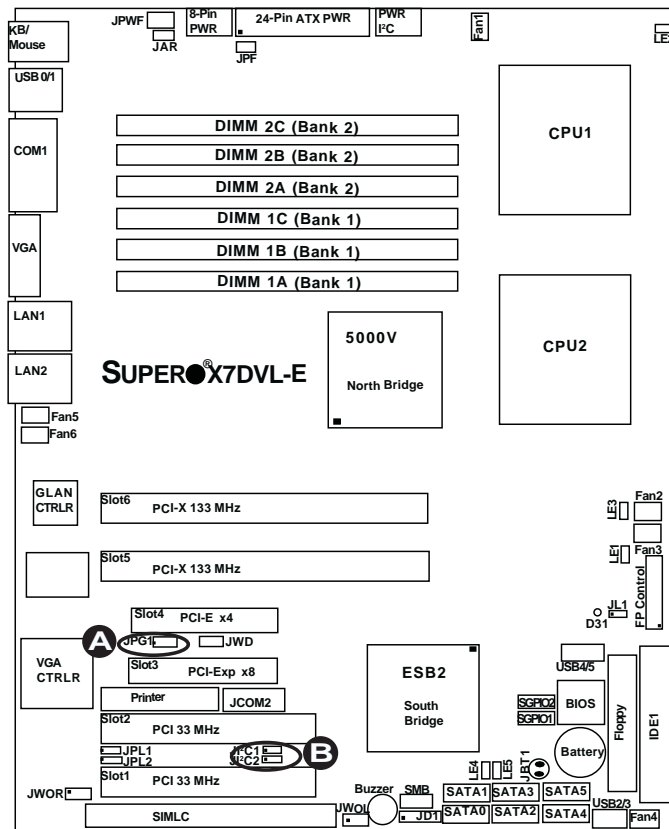 JPWF
8-Pin
PWR
24-Pin ATX PWR
PWR
I²C
Fan1
KB/
Mouse
JAR
JPF
USB 0/1
COM1
VGA
LAN1
LAN2
DIMM 2C (Bank 2)
DIMM 2B (Bank 2)
DIMM 2A (Bank 2)
DIMM 1C (Bank 1)
DIMM 1B (Bank 1)
DIMM 1A (Bank 1)
CPU1
CPU2
5000V
North Bridge
SUPER ® X7DVL-E
Fan5
Fan6
GLAN
CTRLR
Slot6
PCI-X 133 MHz
Slot5
PCI-X 133 MHz
LE3
Fan2
LE1
Fan3
FP Control
JL1
D31
Slot4
PCI-E x4
A
JPG1
JWD
VGA
CTRLR
Slot3
PCI-Exp x8
Printer
JCOM2
ESB2
South
Bridge
USB4/5
SGPIO2
SGPIO1
BIOS
Floppy
IDE1
Slot2
PCI 33 MHz
JPL1
JPL2
JI²C1
JI²C2
B
Battery
Slot1
PCI 33 MHz
LE4
LE5
JBT1
JWOR
SIMLC
JWOL
Buzzer
SMB
JD1
SATA1
SATA3
SATA5
SATA0
SATA2
SATA4
USB2/3
Fan4